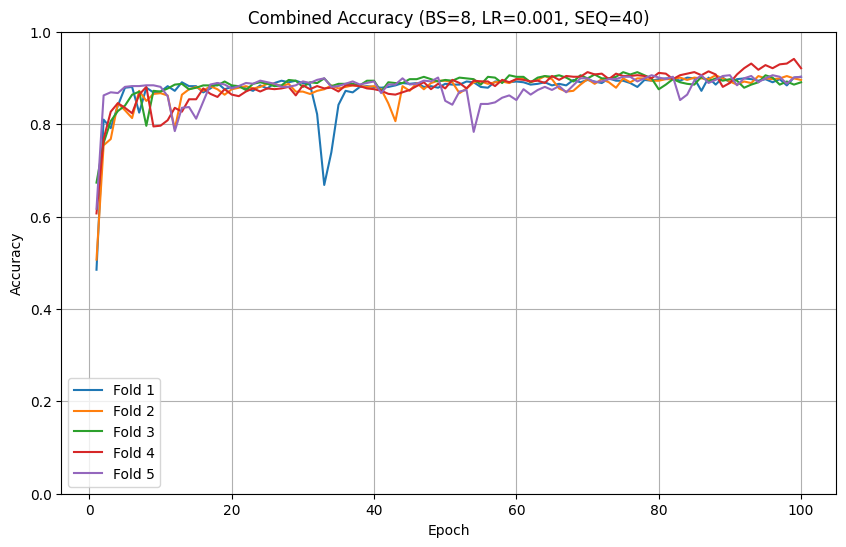 Combined Accuracy (BS=8, LR=0.001, SEQ=40)
1.0
0.8
0.6
0.4
0.2
0.0
Accuracy
Fold 1
Fold 2
Fold 3
Fold 4
Fold 5
0 20 40 60 80 100
Epoch